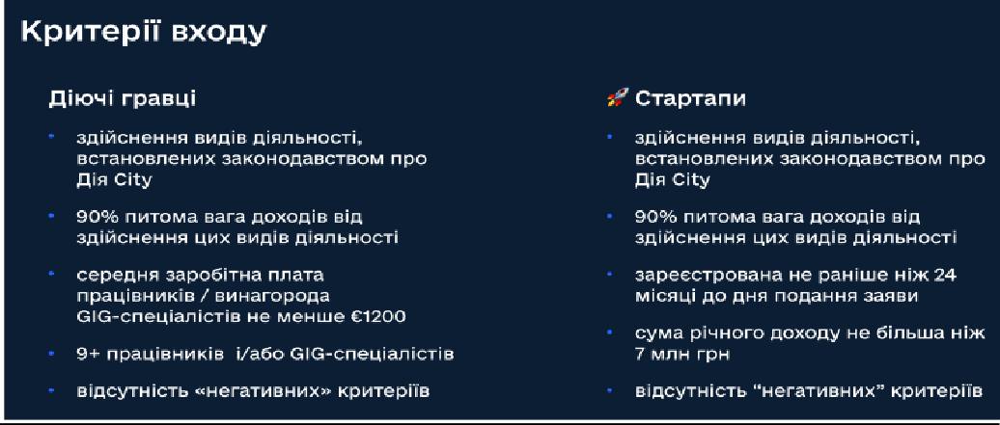 Критерії входу
Діючі гравці
• здійснення видів діяльності,
встановлених законодавством про
Дія City
• 90% питома вага доходів від
здійснення цих видів діяльності
• середня заробітна плата
працівників / винагорода
GIG-спеціалістів не менше €1200
• 9+ працівників і/або GIG-спеціалістів
• відсутність «негативних» критеріїв
🚀 Стартапи
• здійснення видів діяльності,
встановлених законодавством про
Дія City
• 90% питома вага доходів від
здійснення цих видів діяльності
• зареєстрована не раніше ніж 24
місяці до дня подання заяви
• сума річного доходу не більша ніж
7 млн грн
• відсутність “негативних” критеріїв